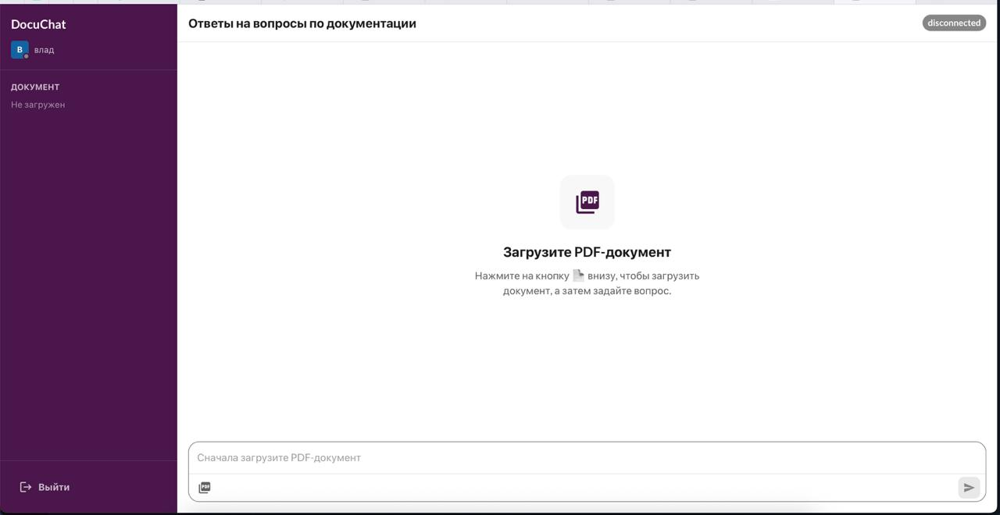 DocuChat
В
влад
ДОКУМЕНТ
Не загружен
Выйти
Ответы на вопросы по документации
disconnected
PDF
Загрузите PDF-документ
Нажмите на кнопку внизу, чтобы загрузить
документ, а затем задайте вопрос.
Сначала загрузите PDF-документ
PDF